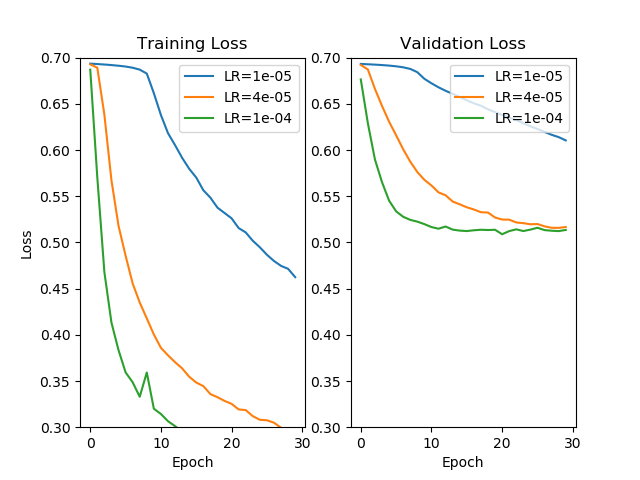 Training Loss
Validation Loss
Loss
0.70
0.65
0.60
0.55
0.50
0.45
0.40
0.35
0.30
LR=1e-05
LR=4e-05
LR=1e-04
0
10
20
30
Epoch
0.70
0.65
0.60
0.55
0.50
0.45
0.40
0.35
0.30
LR=1e-05
LR=4e-05
LR=1e-04
0
10
20
30
Epoch